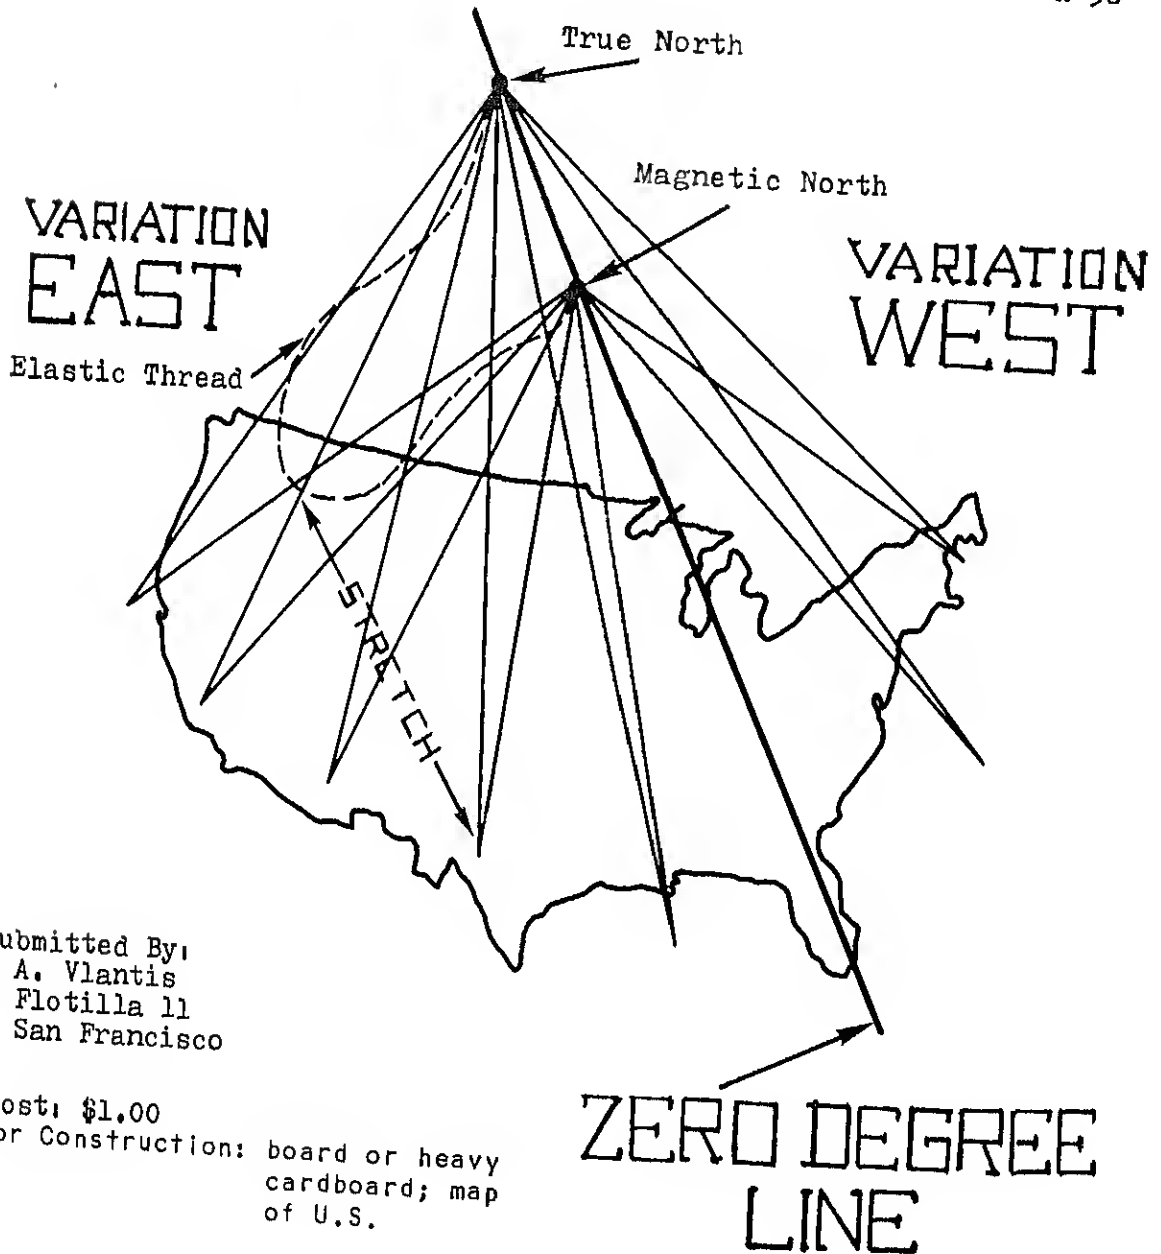 True North
Magnetic North
VARIATION
EAST
VARIATION
WEST
Elastic Thread
STRETCH
ubmitted By:
A. Vlantis
Flotilla 11
San Francisco
ost: $1.00
or Construction: board or heavy
cardboard; map
of U.S.
ZERO DEGREE
LINE